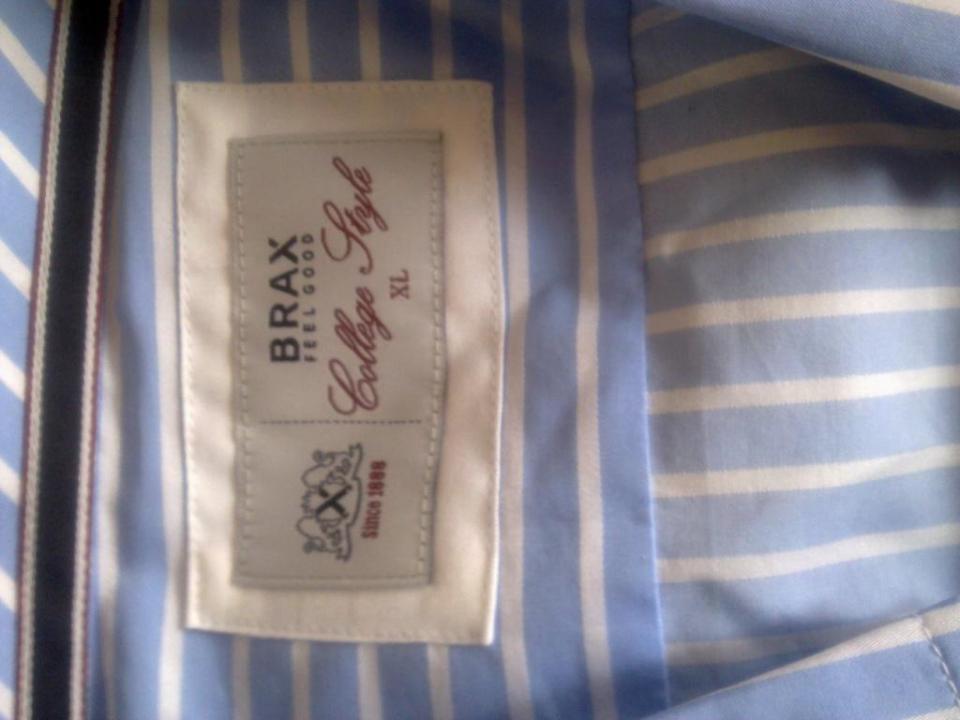 BRAX
FEEL GOOD
College Style
XL
X
Since 1888